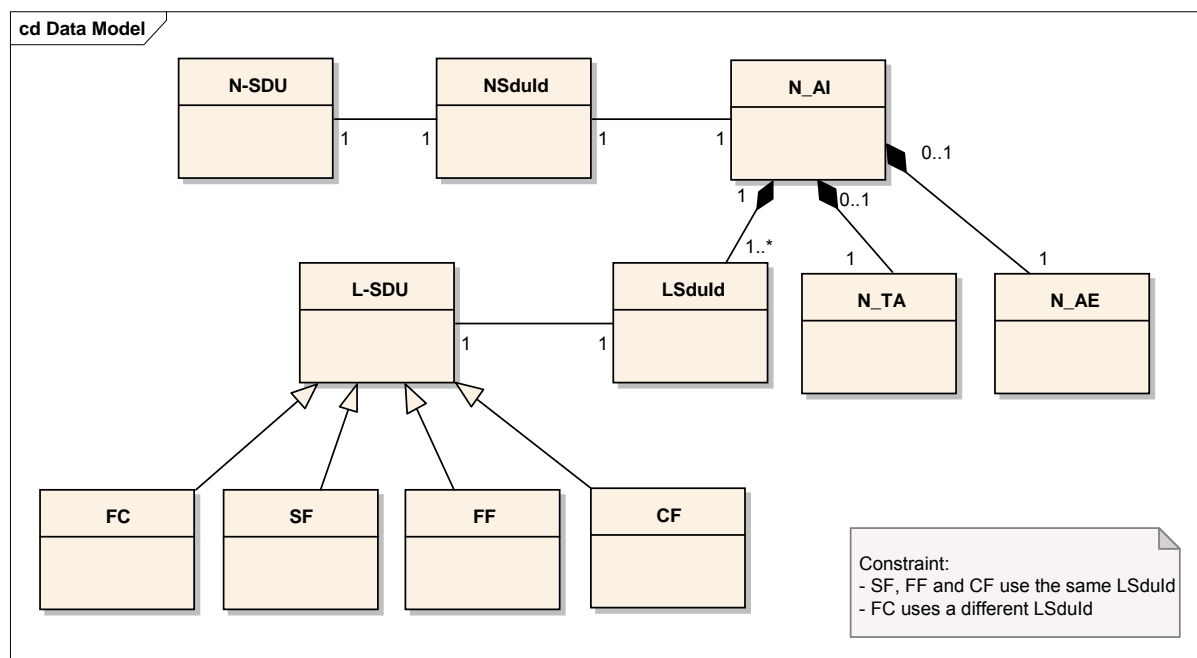 cd Data Model
N-SDU
NSduId
N_AI
1
1
1
1
0..1
1
0..1
1..*
1
1
L-SDU
LSduId
N_TA
N_AE
1
1
FC
SF
FF
CF
Constraint:
- SF, FF and CF use the same LSduId
- FC uses a different LSduId